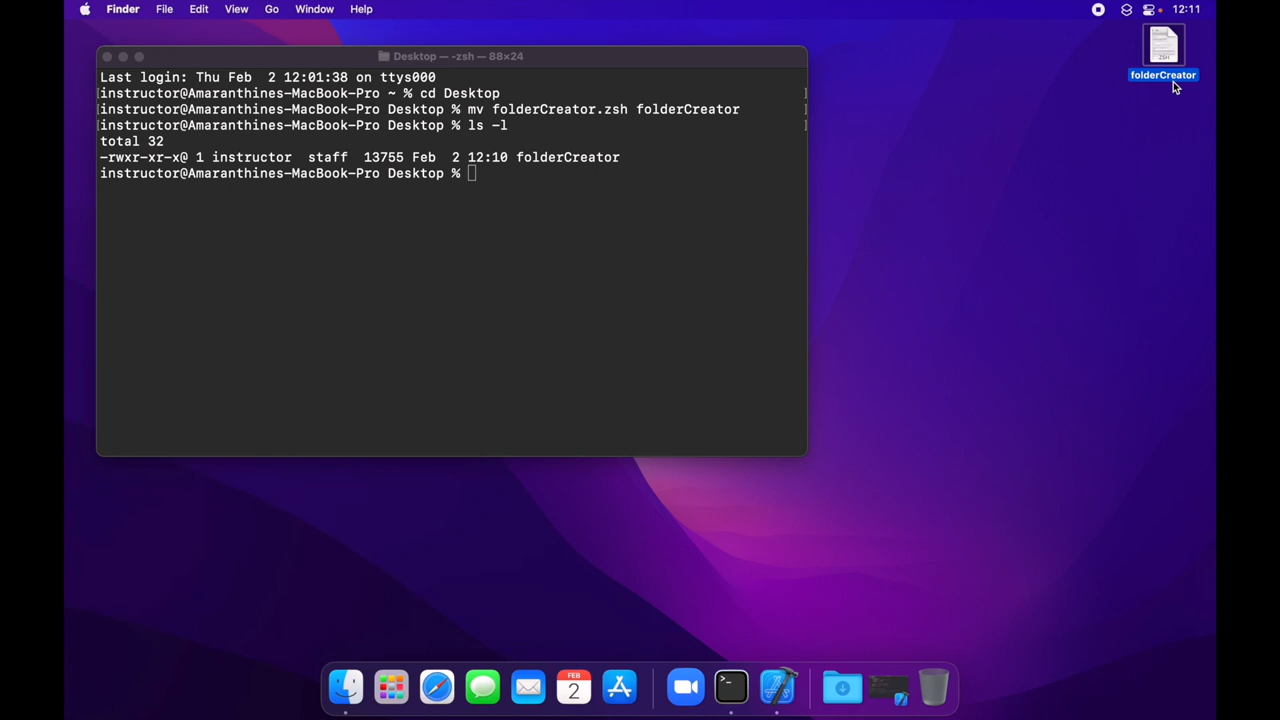 Finder File Edit View Go Window Help 12:11
ZSH
folderCreator
Desktop — -zsh — 88×24
Last login: Thu Feb  2 12:01:38 on ttys000
[instructor@Amaranthines-MacBook-Pro ~ % cd Desktop ]
[instructor@Amaranthines-MacBook-Pro Desktop % mv folderCreator.zsh folderCreator ]
[instructor@Amaranthines-MacBook-Pro Desktop % ls -l ]
total 32
-rwxr-xr-x@ 1 instructor  staff  13755 Feb  2 12:10 folderCreator
instructor@Amaranthines-MacBook-Pro Desktop %
FEB
2
>_